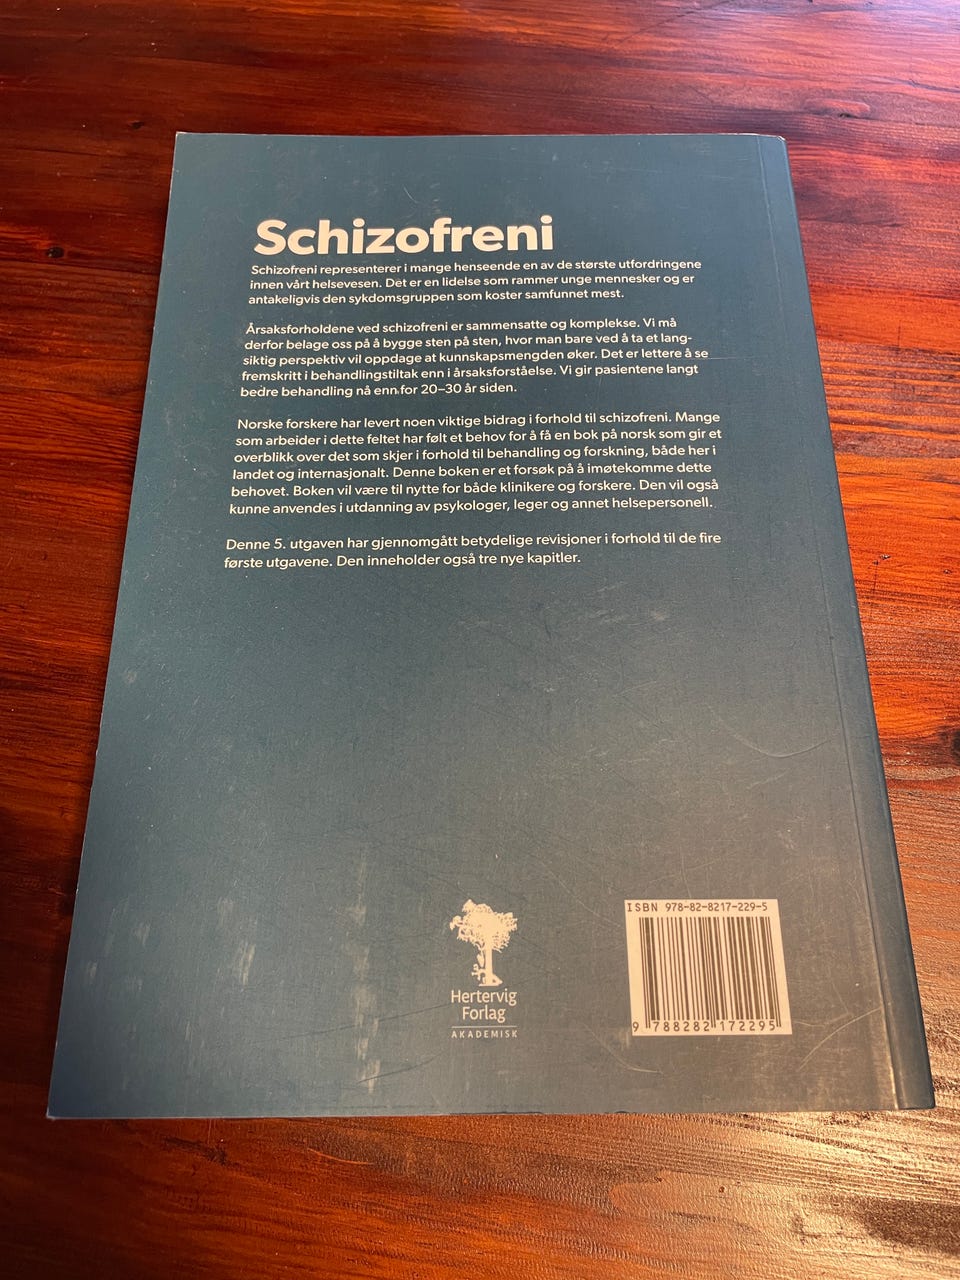 Schizofreni
Schizofreni representerer i mange henseende en av de største utfordringene
innen vårt helsevesen. Det er en lidelse som rammer unge mennesker og er
antakeligvis den sykdomsgruppen som koster samfunnet mest.
Årsaksforholdene ved schizofreni er sammensatte og komplekse. Vi må
derfor belage oss på å bygge sten på sten, hvor man bare ved å ta et lang-
siktig perspektiv vil oppdage at kunnskapsmengden øker. Det er lettere å se
fremskritt i behandlingstiltak enn i årsaksforståelse. Vi gir pasientene langt
bedre behandling nå enn for 20–30 år siden.
Norske forskere har levert noen viktige bidrag i forhold til schizofreni. Mange
som arbeider i dette feltet har følt et behov for å få en bok på norsk som gir et
overblikk over det som skjer i forhold til behandling og forskning, både her i
landet og internasjonalt. Denne boken er et forsøk på å imøtekomme dette
behovet. Boken vil være til nytte for både klinikere og forskere. Den vil også
kunne anvendes i utdanning av psykologer, leger og annet helsepersonell.
Denne 5. utgaven har gjennomgått betydelige revisjoner i forhold til de fire
første utgavene. Den inneholder også tre nye kapitler.
Hertervig
Forlag
AKADEMISK
ISBN 978-82-8217-229-5
9 788282 172295